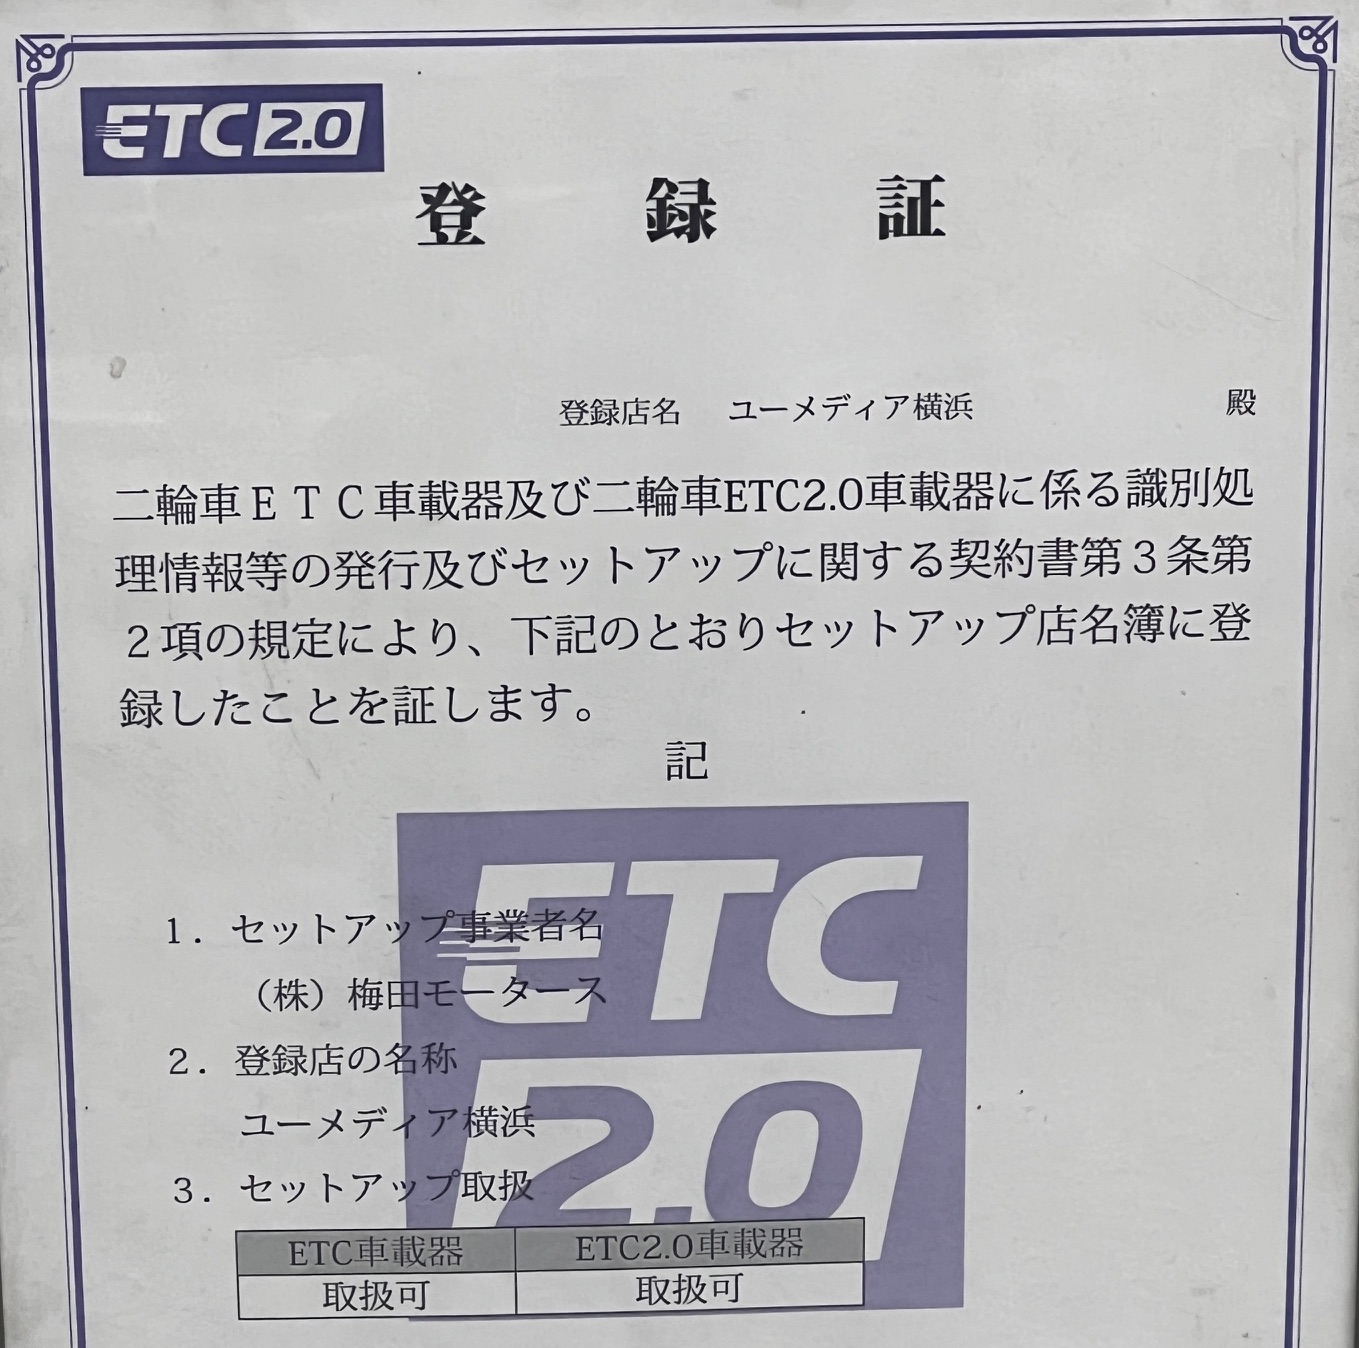 ETC 2.0
登録証
登録店名 ユーメディア横浜 殿
二輪車ＥＴＣ車載器及び二輪車ETC2.0車載器に係る識別処
理情報等の発行及びセットアップに関する契約書第３条第
２項の規定により、下記のとおりセットアップ店名簿に登
録したことを証します。
記
ETC
2.0
１．セットアップ事業者名
（株）梅田モータース
２．登録店の名称
ユーメディア横浜
３．セットアップ取扱
ETC車載器 ETC2.0車載器
取扱可 取扱可